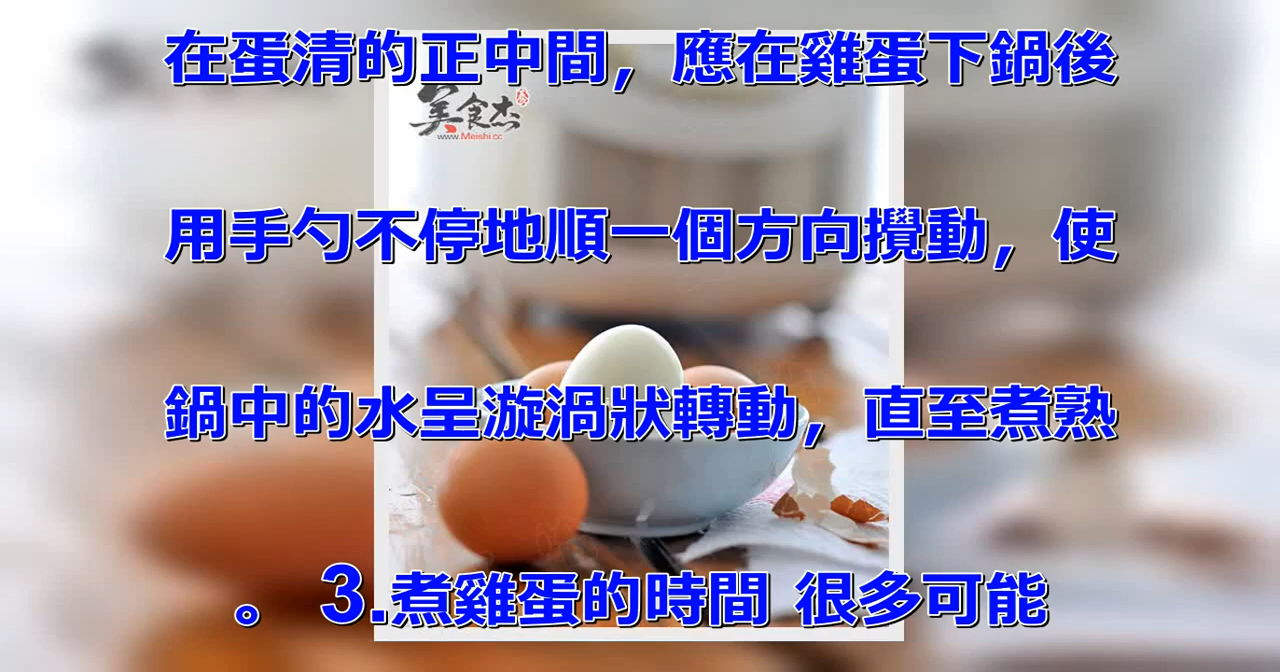 在蛋清的正中間，應在雞蛋下鍋後
美食杰
www.Meishi.cc
用手勺不停地順一個方向攪動，使
鍋中的水呈漩渦狀轉動，直至煮熟
。 3.煮雞蛋的時間 很多可能